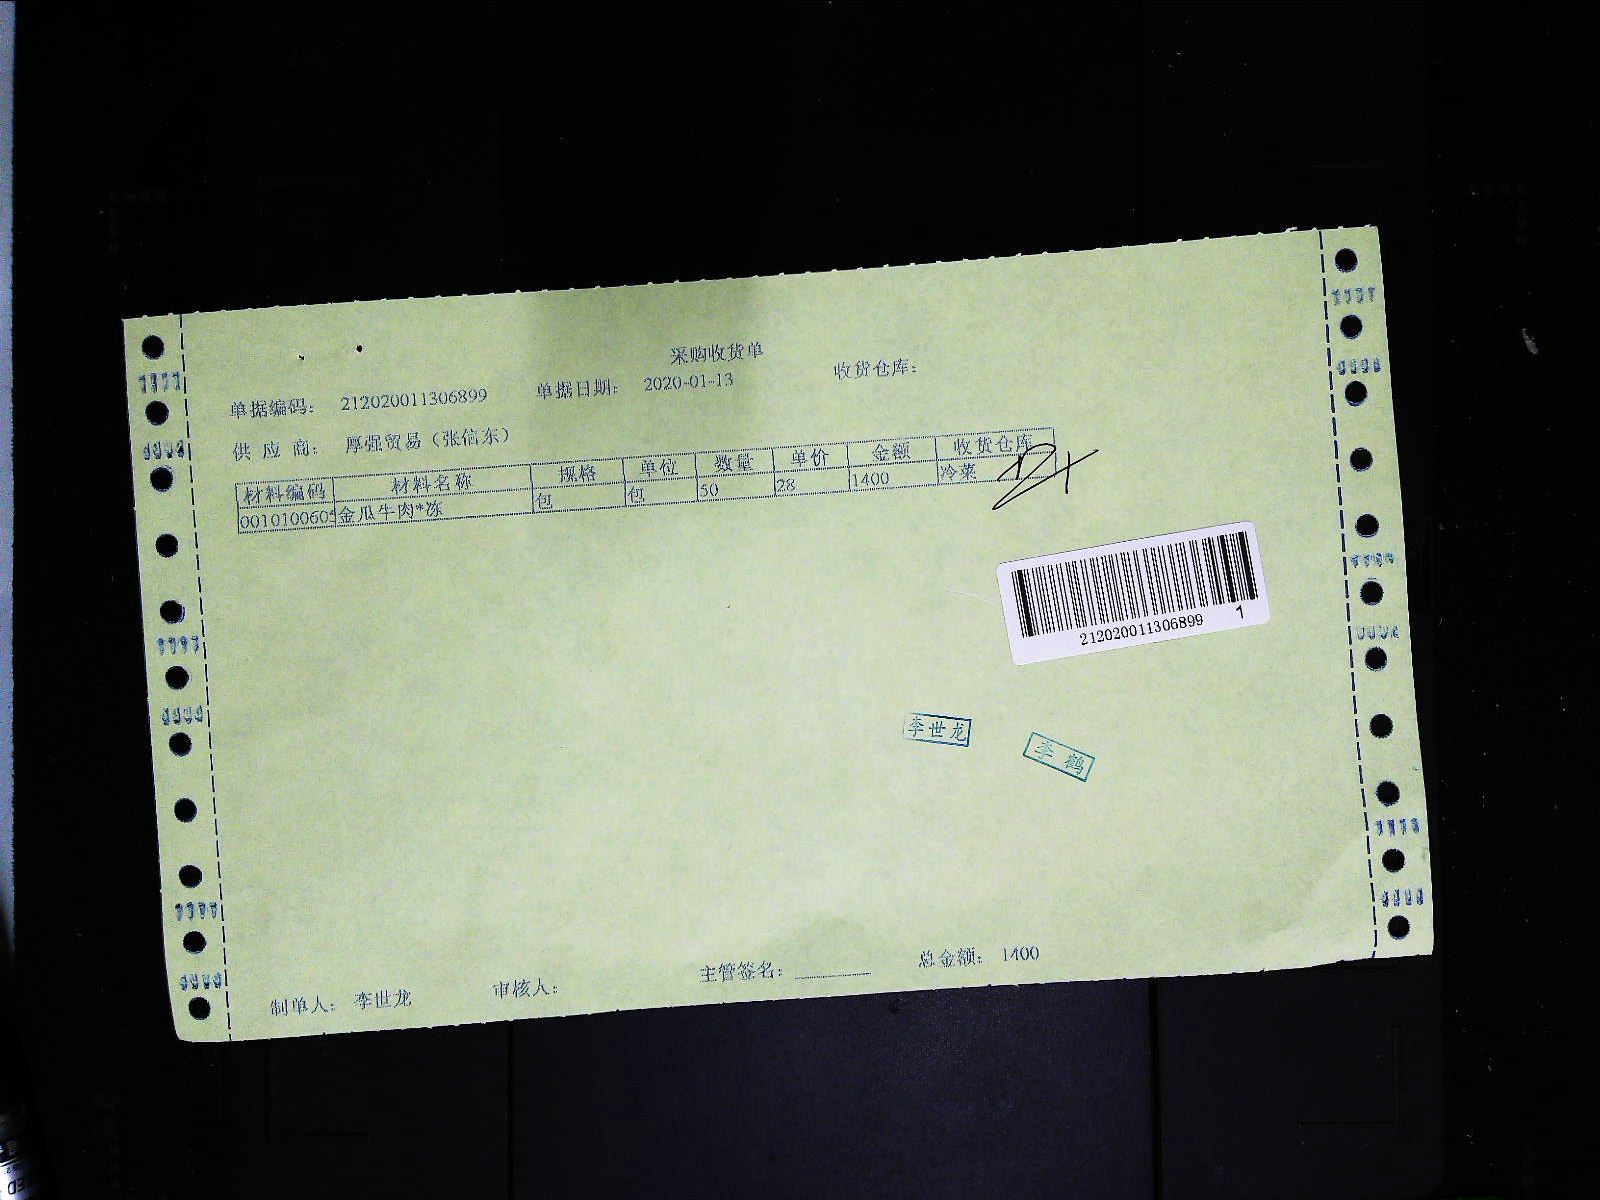 采购收货单
单据编码： 212020011306899 单据日期： 2020-01-13 收货仓库：
供 应 商： 厚强贸易（张信东）
材料编码 材料名称 规格 单位 数量 单价 金额 收货仓库
0010100605 金瓜牛肉*冻 包 包 50 28 1400 冷菜
212020011306899 1
李世龙
李鹤
制单人： 李世龙 审核人： 主管签名： 总金额： 1400